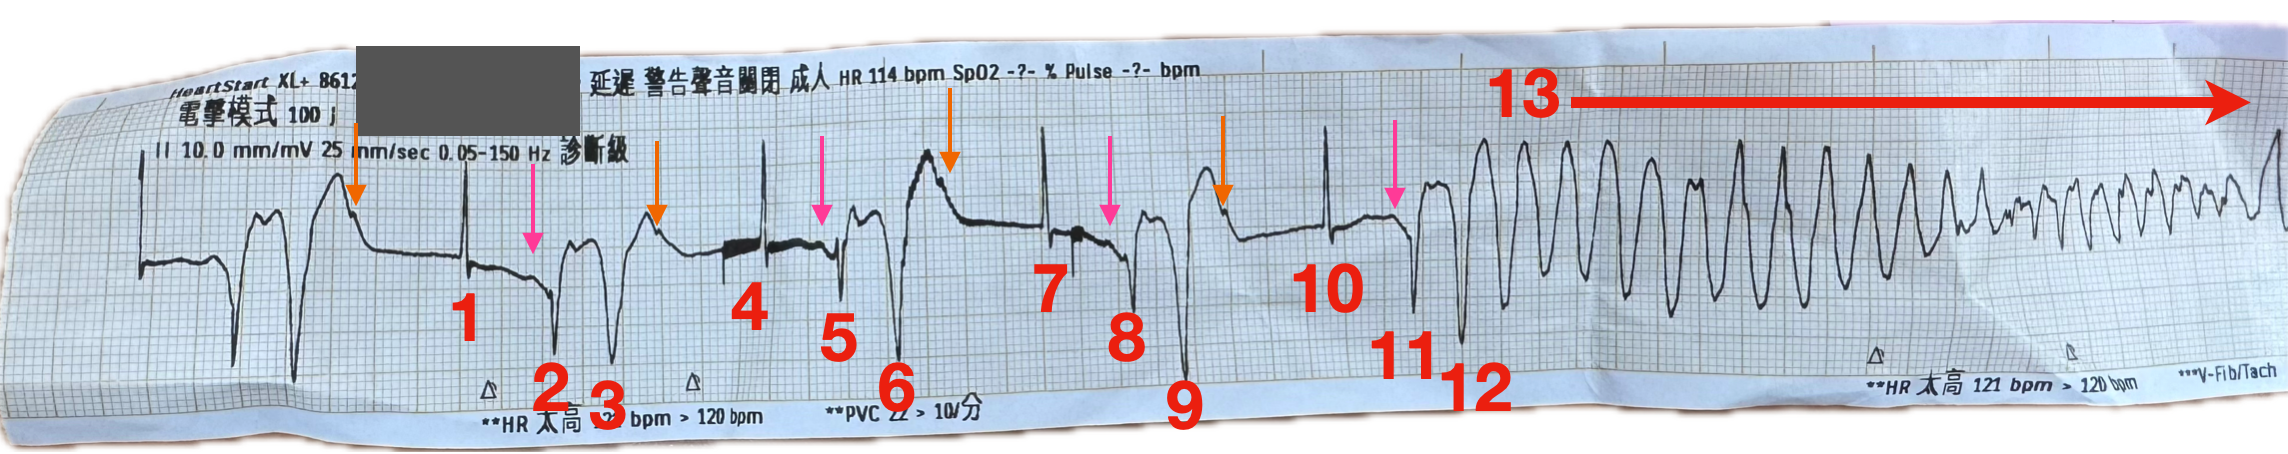 HeartStart XL+ 8612 延遲 警告聲音關閉 成人 HR 114 bpm SpO2 -?- % Pulse -?- bpm
電擊模式 100 j
II 10.0 mm/mV 25 mm/sec 0.05-150 Hz 診斷級
13
1
4
7
10
5
8
11
2
3
6
9
12
**HR 太高 bpm > 120 bpm
**PVC 22 > 10/分
**HR 太高 121 bpm > 120 bpm
***V-Fib/Tach